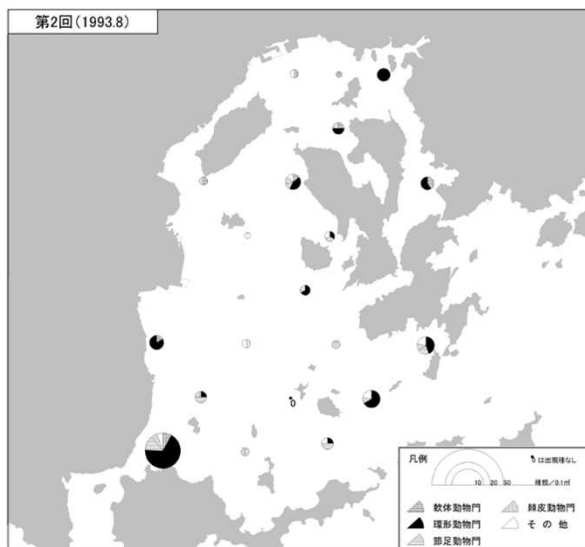 第2回(1993.8)
0
凡例
0 は出現種なし
10 20 50
種類/0.1㎡
軟体動物門
棘皮動物門
環形動物門
その他
節足動物門